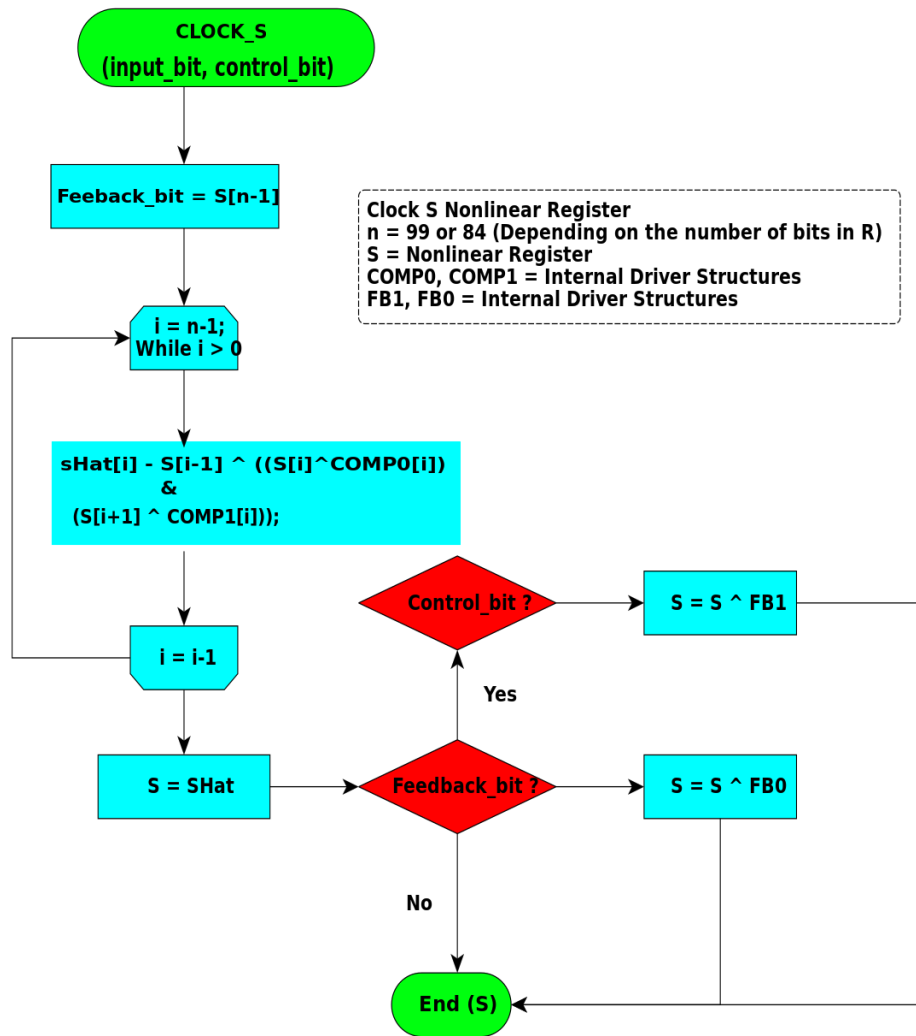 CLOCK_S
(input_bit, control_bit)
Feeback_bit = S[n-1]
Clock S Nonlinear Register
n = 99 or 84 (Depending on the number of bits in R)
S = Nonlinear Register
COMP0, COMP1 = Internal Driver Structures
FB1, FB0 = Internal Driver Structures
i = n-1;
While i > 0
sHat[i] - S[i-1] ^ ((S[i]^COMP0[i])
&
(S[i+1] ^ COMP1[i]));
i = i-1
S = SHat
Feedback_bit ?
Yes
Control_bit ?
S = S ^ FB1
S = S ^ FB0
No
End (S)